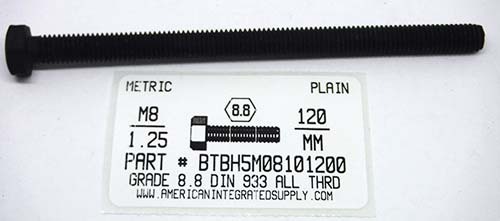 METRIC PLAIN
M8 8.8 120
1.25 MM
PART # BTBH5M08101200
GRADE 8.8 DIN 933 ALL THRD
WWW.AMERICANINTEGRATEDSUPPLY.COM